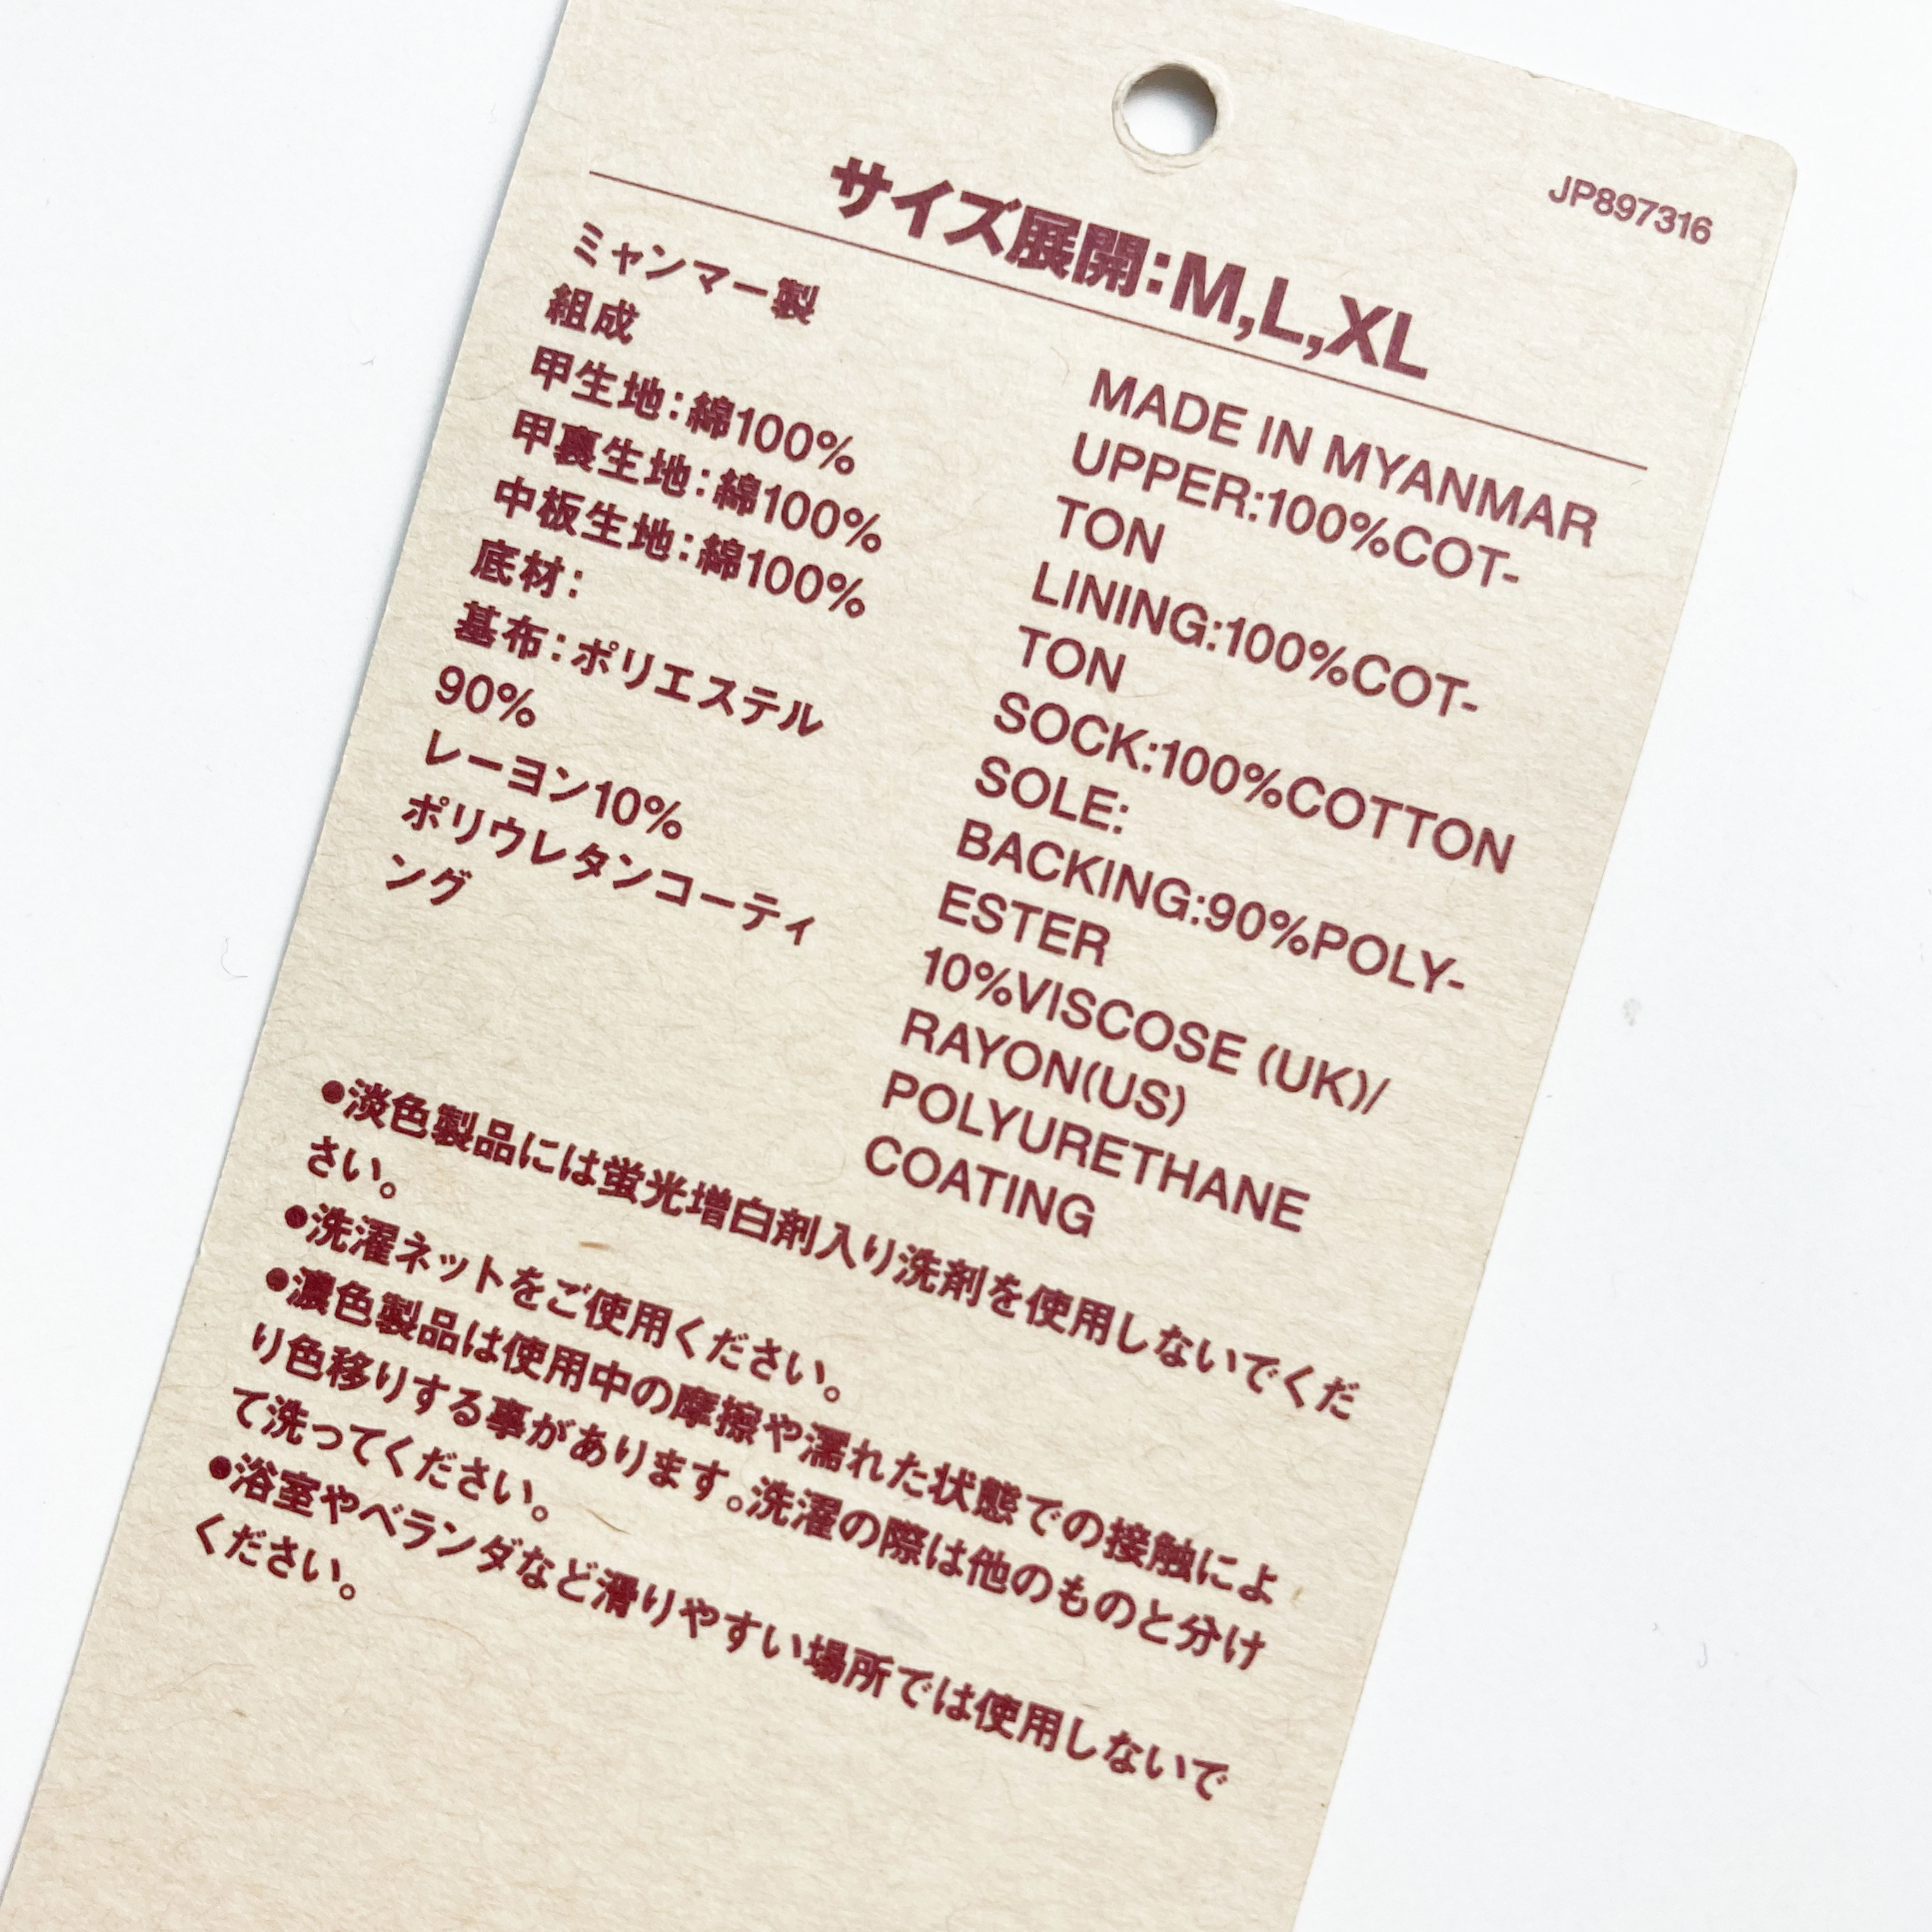 JP897316
サイズ展開:M,L,XL
ミャンマー製
組成
甲生地:綿100%
甲裏生地:綿100%
中板生地:綿100%
底材:
基布:ポリエステル
90%
レーヨン10%
ポリウレタンコーティ
ング
MADE IN MYANMAR
UPPER:100%COT-
TON
LINING:100%COT-
TON
SOCK:100%COTTON
SOLE:
BACKING:90%POLY-
ESTER
10%VISCOSE (UK)/
RAYON(US)
POLYURETHANE
COATING
●淡色製品には蛍光増白剤入り洗剤を使用しないでくだ
さい。
●洗濯ネットをご使用ください。
●濃色製品は使用中の摩擦や濡れた状態での接触によ
り色移りする事があります。洗濯の際は他のものと分け
て洗ってください。
●浴室やベランダなど滑りやすい場所では使用しないで
ください。